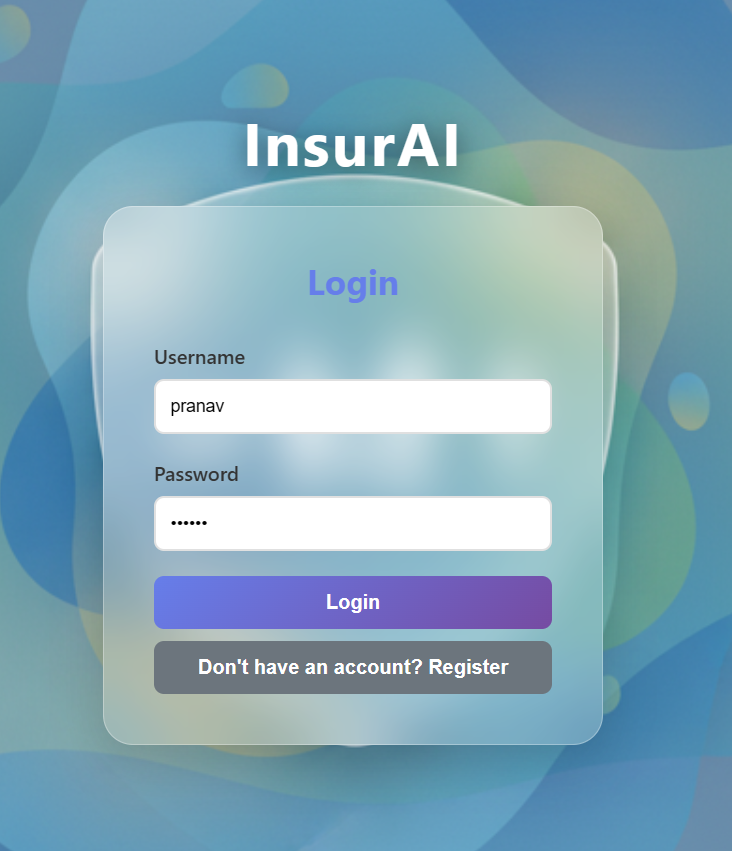 InsurAI
Login
Username
pranav
Password
••••••
Login
Don't have an account? Register